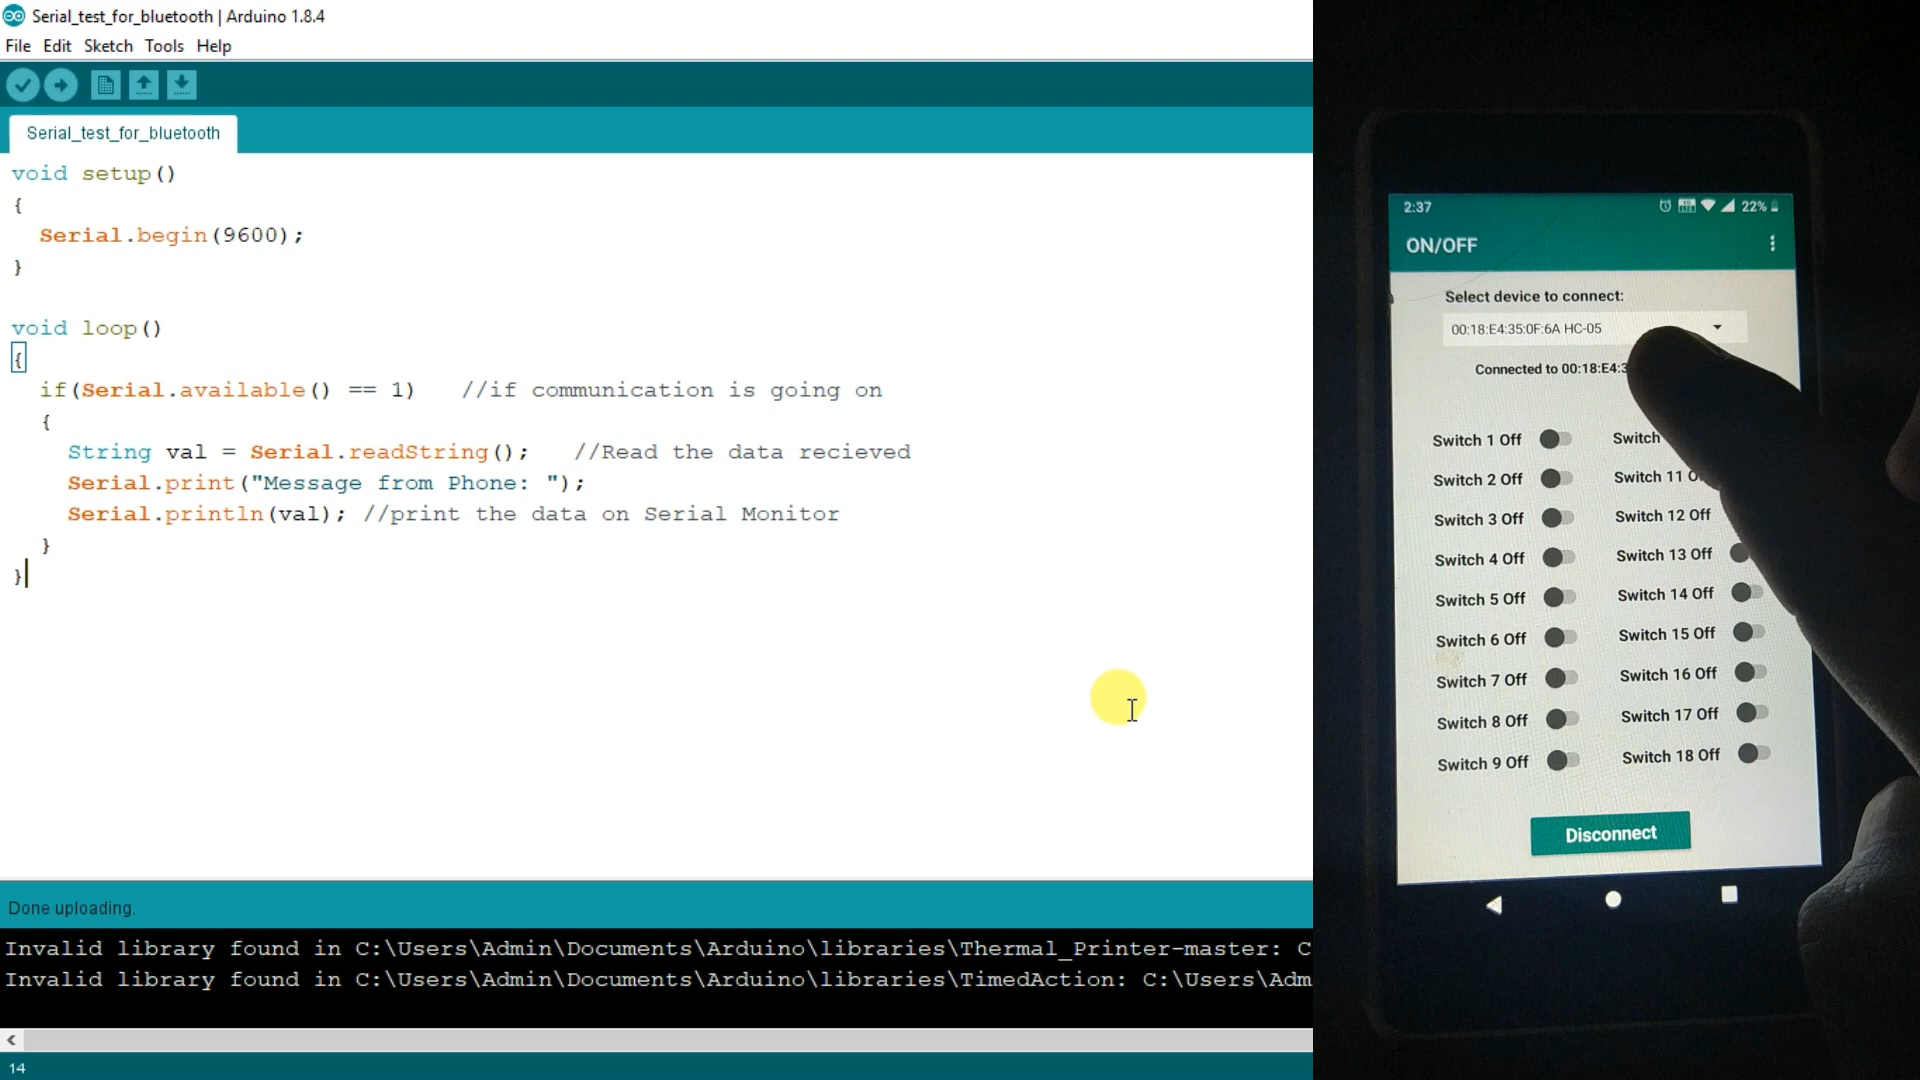 Serial_test_for_bluetooth | Arduino 1.8.4
File Edit Sketch Tools Help
Serial_test_for_bluetooth
void setup()
{
Serial.begin(9600);
}
void loop()
{
if(Serial.available() == 1) //if communication is going on
{
String val = Serial.readString(); //Read the data recieved
Serial.print("Message from Phone: ");
Serial.println(val); //print the data on Serial Monitor
}
}
Done uploading.
Invalid library found in C:\Users\Admin\Documents\Arduino\libraries\Thermal_Printer-master: C
Invalid library found in C:\Users\Admin\Documents\Arduino\libraries\TimedAction: C:\Users\Adm
14
2:37 22%
ON/OFF
Select device to connect:
00:18:E4:35:0F:6A HC-05
Connected to 00:18:E4:3
Switch 1 Off Switch
Switch 2 Off Switch 11
Switch 3 Off Switch 12 Off
Switch 4 Off Switch 13 Off
Switch 5 Off Switch 14 Off
Switch 6 Off Switch 15 Off
Switch 7 Off Switch 16 Off
Switch 8 Off Switch 17 Off
Switch 9 Off Switch 18 Off
Disconnect